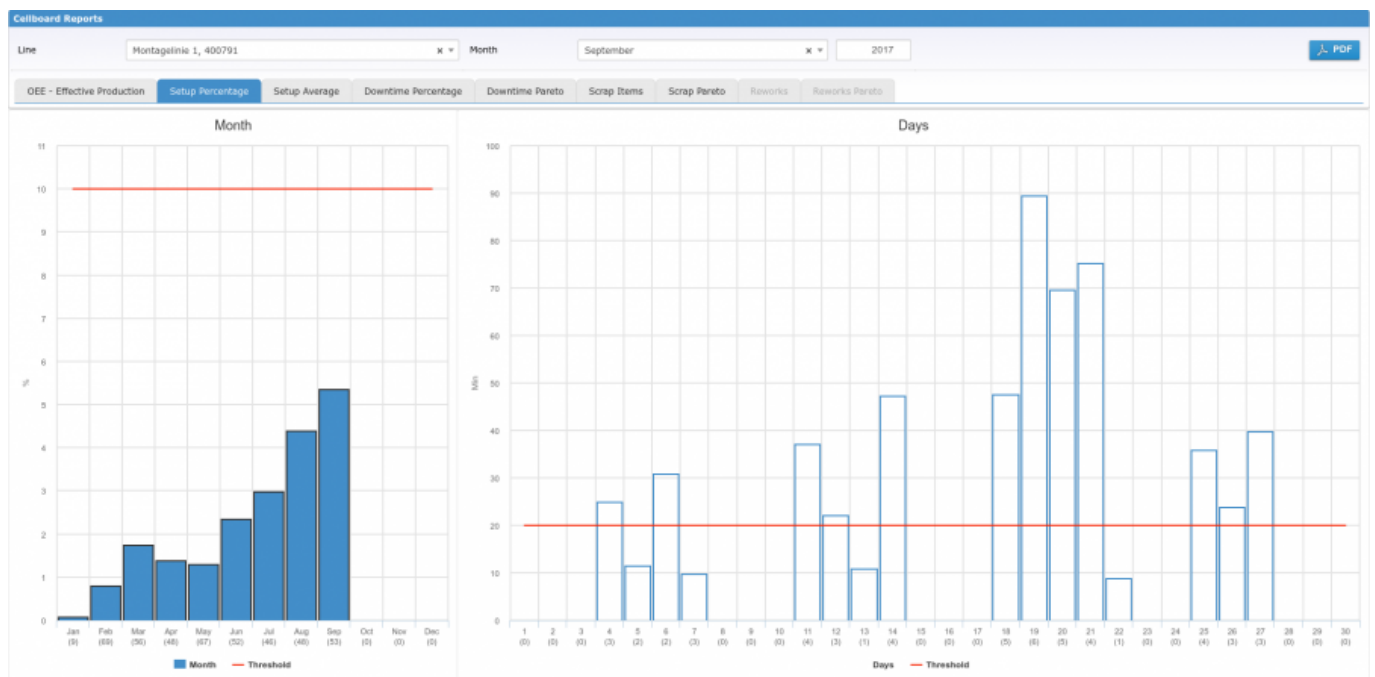 Cellboard Reports
Line Montagelinie 1, 400791 x Month September x 2017 PDF
OEE - Effective Production Setup Percentage Setup Average Downtime Percentage Downtime Pareto Scrap Items Scrap Pareto Reworks Reworks Pareto
Month
11
10
9
8
7
6
5
4
3
2
1
0
%
Jan Feb Mar Apr May Jun Jul Aug Sep Oct Nov Dec
(9) (69) (56) (48) (67) (52) (46) (48) (53) (0) (0) (0)
Month Threshold
Days
100
90
80
70
60
50
40
30
20
10
0
Min
1 2 3 4 5 6 7 8 9 10 11 12 13 14 15 16 17 18 19 20 21 22 23 24 25 26 27 28 29 30
(0) (0) (0) (3) (2) (2) (3) (0) (0) (0) (4) (3) (1) (4) (0) (0) (0) (5) (6) (5) (4) (1) (0) (0) (4) (3) (3) (0) (0) (0)
Days Threshold